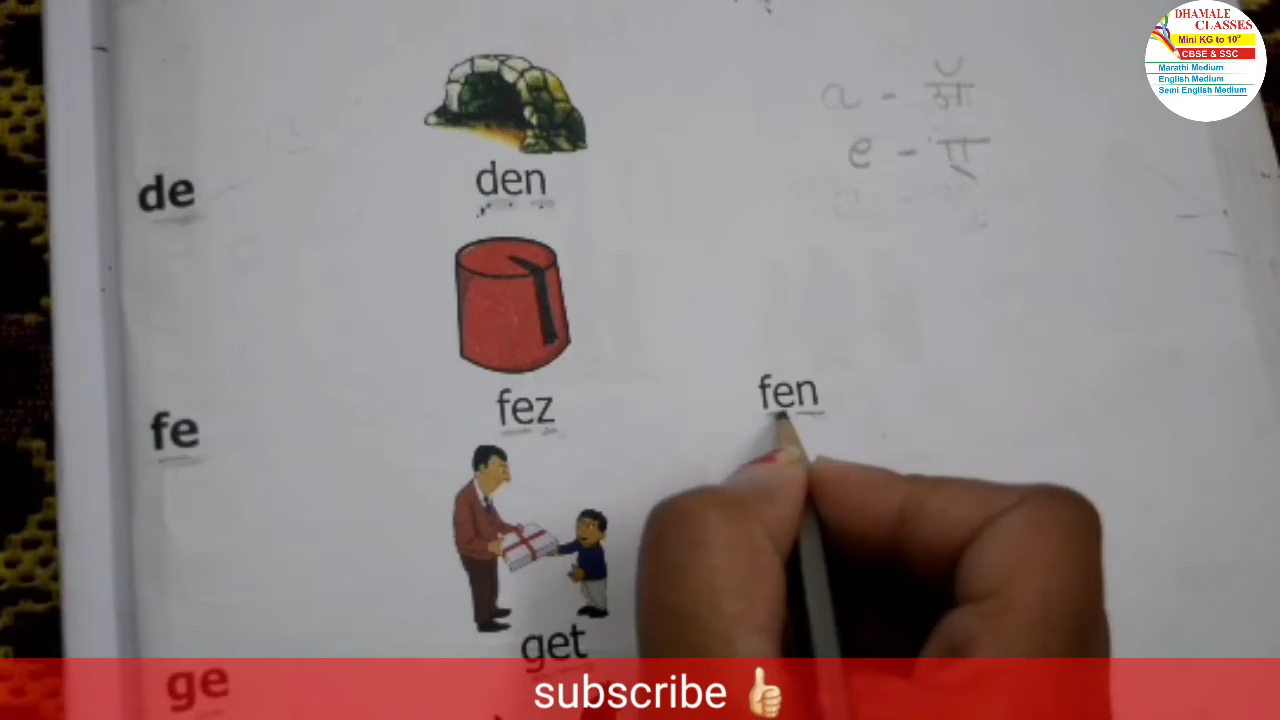 DHAMALE
CLASSES
Mini KG to 10th
CBSE & SSC
Marathi Medium
English Medium
Semi English Medium
a - ॲ
e - ए
de
den
fe
fez
fen
ge
get
subscribe